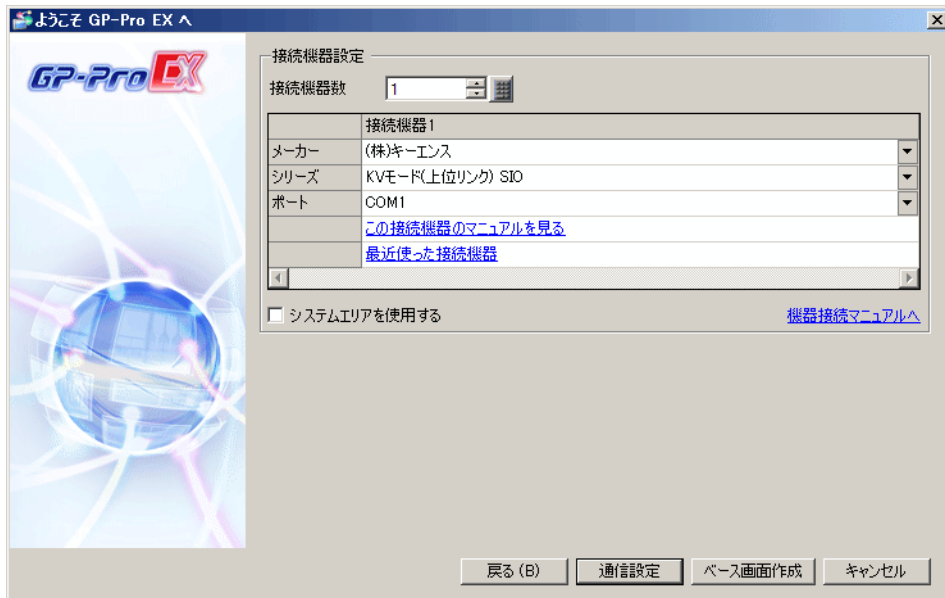 ようこそ GP-Pro EX へ
GP-Pro EX
接続機器設定
接続機器数 1
接続機器1
メーカー (株)キーエンス
シリーズ KVモード(上位リンク) SIO
ポート COM1
この接続機器のマニュアルを見る
最近使った接続機器
システムエリアを使用する 機器接続マニュアルへ
戻る(B) 通信設定 ベース画面作成 キャンセル